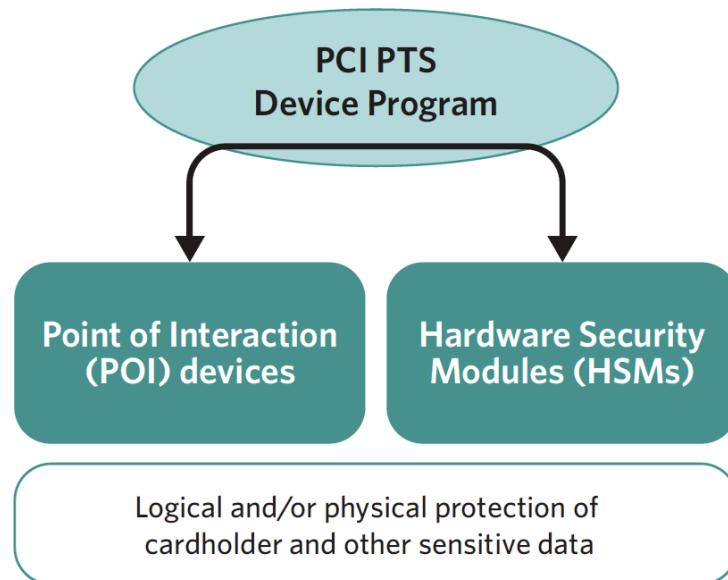 PCI PTS
Device Program
Point of Interaction
(POI) devices
Hardware Security
Modules (HSMs)
Logical and/or physical protection of
cardholder and other sensitive data